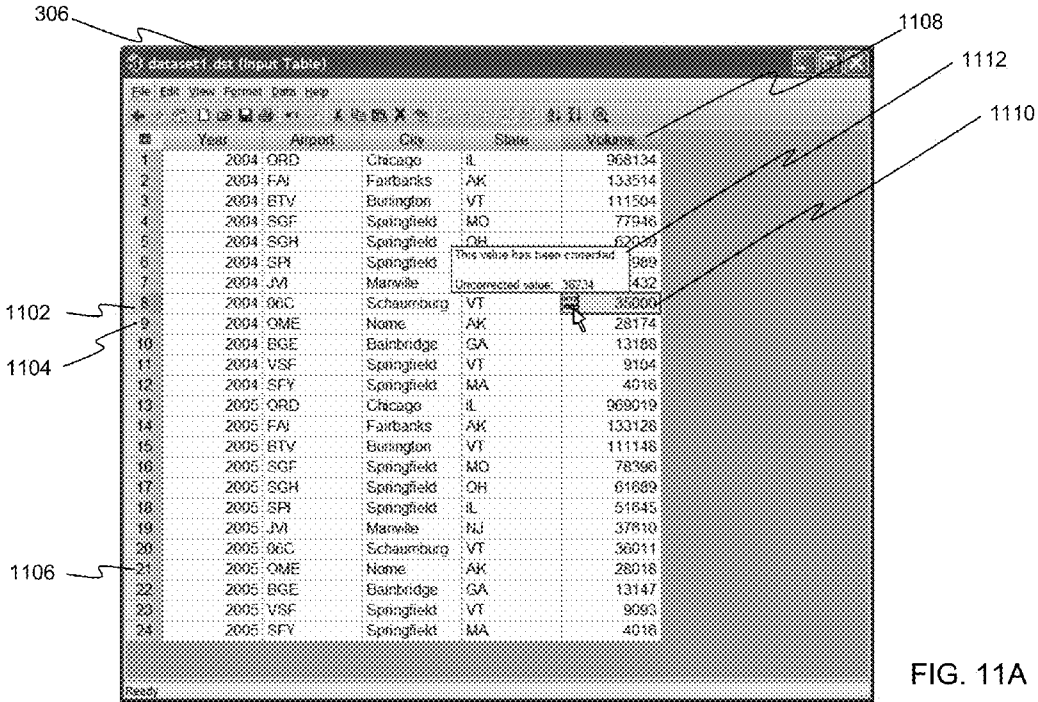 306
1108
1112
1110
1102
1104
1106
dataset1.dst (Input Table)
File Edit View Format Data Help
Year Airport City State Volume
1 2004 ORD Chicago IL 968134
2 2004 FAI Fairbanks AK 133514
3 2004 BTV Burlington VT 111504
4 2004 SGF Springfield MO 77946
5 2004 SGH Springfield OH 62039
6 2004 SPI Springfield 989
This value has been corrected
Uncorrected value: 36234
7 2004 JVI Manville 432
8 2004 06C Schaumburg VT 35000
9 2004 OME Nome AK 28174
10 2004 BGE Bainbridge GA 13188
11 2004 VSF Springfield VT 9104
12 2004 SFY Springfield MA 4016
13 2005 ORD Chicago IL 969019
14 2005 FAI Fairbanks AK 133128
15 2005 BTV Burlington VT 111148
16 2005 SGF Springfield MO 78396
17 2005 SGH Springfield OH 61689
18 2005 SPI Springfield IL 51645
19 2005 JVI Manville NJ 37610
20 2005 06C Schaumburg VT 36011
21 2005 OME Nome AK 28018
22 2005 BGE Bainbridge GA 13147
23 2005 VSF Springfield VT 9093
24 2005 SFY Springfield MA 4016
Ready
FIG. 11A